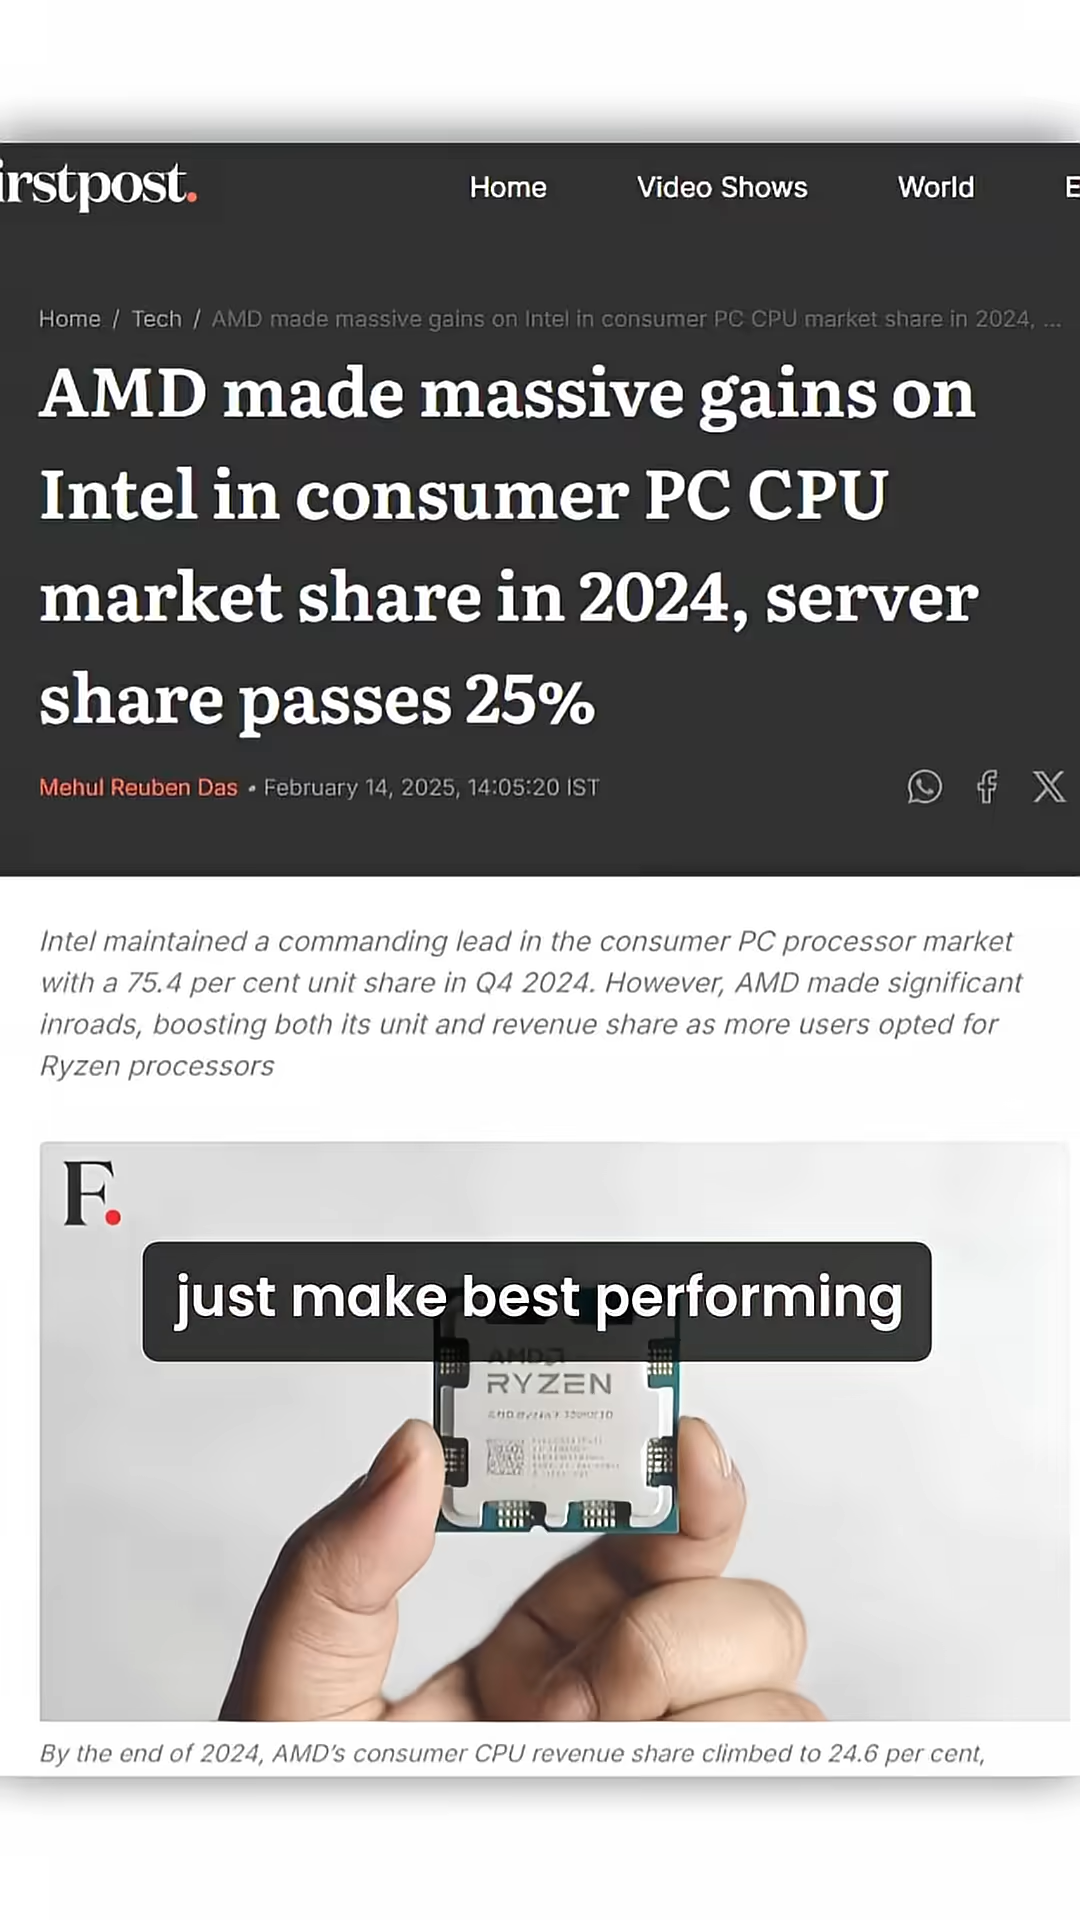 irstpost.
Home
Video Shows
World
E
Home / Tech / AMD made massive gains on Intel in consumer PC CPU market share in 2024, ...
AMD made massive gains on
Intel in consumer PC CPU
market share in 2024, server
share passes 25%
Mehul Reuben Das • February 14, 2025, 14:05:20 IST
Intel maintained a commanding lead in the consumer PC processor market
with a 75.4 per cent unit share in Q4 2024. However, AMD made significant
inroads, boosting both its unit and revenue share as more users opted for
Ryzen processors
F.
just make best performing
AMD
RYZEN
By the end of 2024, AMD's consumer CPU revenue share climbed to 24.6 per cent,